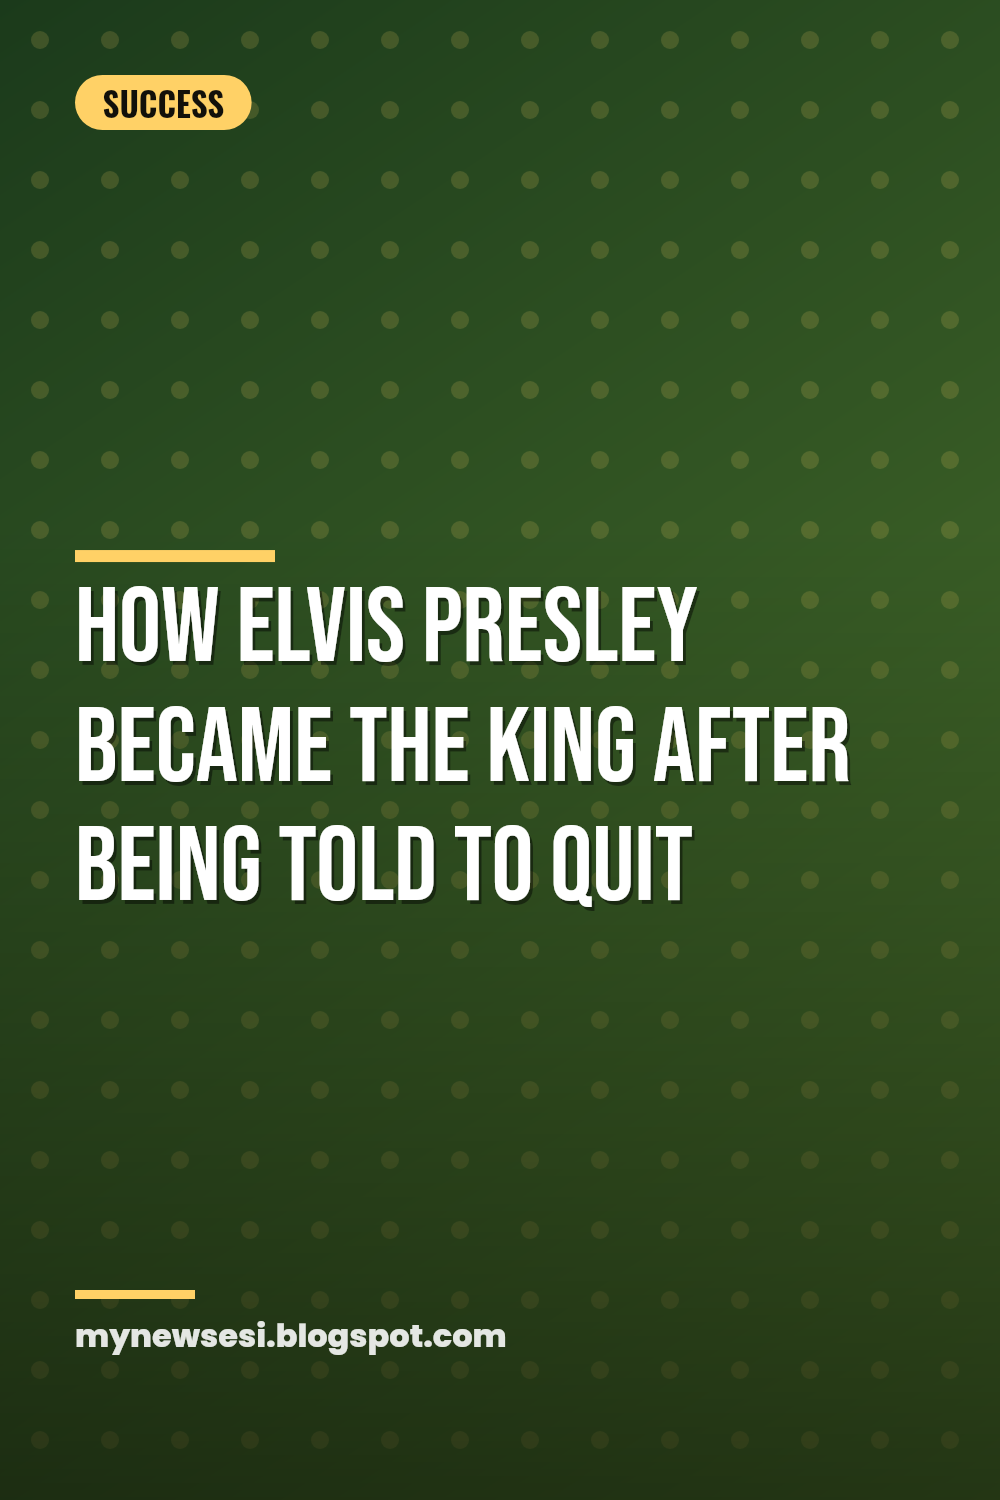 SUCCESS
HOW ELVIS PRESLEY
BECAME THE KING AFTER
BEING TOLD TO QUIT
mynewsesi.blogspot.com